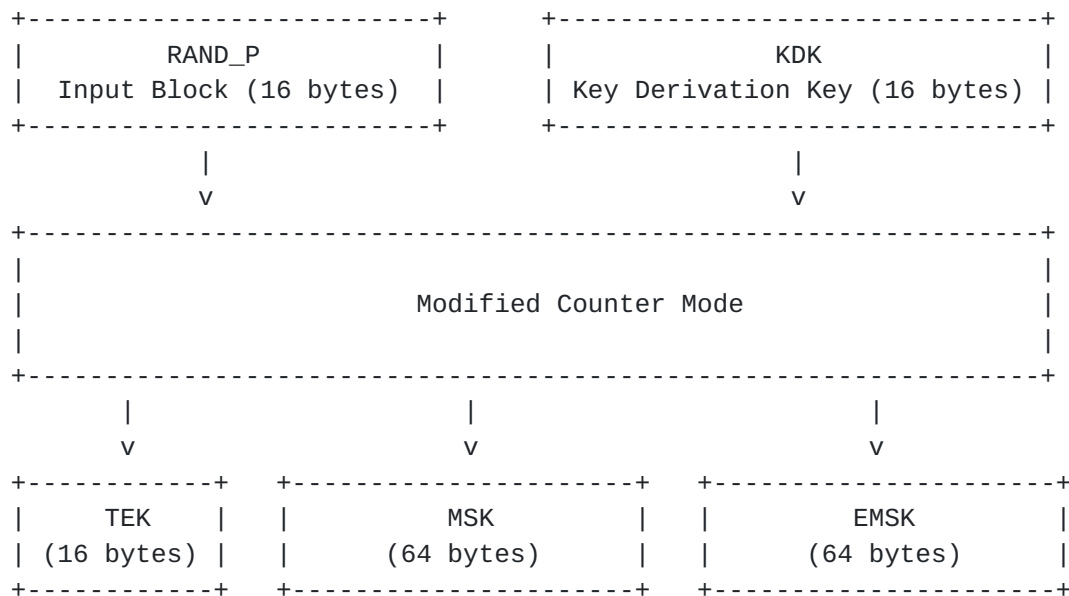 +--------------------------+ +-------------------------------+
| RAND_P | | KDK |
| Input Block (16 bytes) | | Key Derivation Key (16 bytes) |
+--------------------------+ +-------------------------------+
| |
v v
+-----------------------------------------------------------------+
| |
| Modified Counter Mode |
| |
+-----------------------------------------------------------------+
| | |
v v v
+------------+ +----------------------+ +----------------------+
| TEK | | MSK | | EMSK |
| (16 bytes) | | (64 bytes) | | (64 bytes) |
+------------+ +----------------------+ +----------------------+